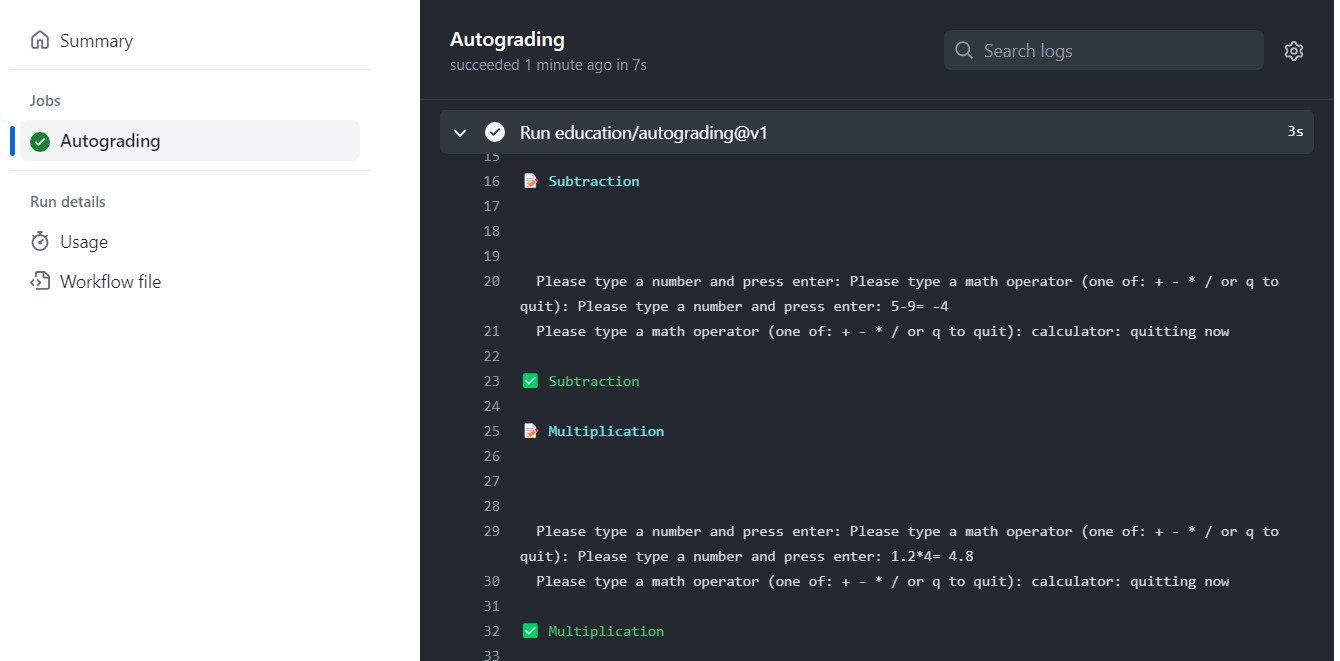 Summary
Jobs
Autograding
Run details
Usage
Workflow file
Autograding
succeeded 1 minute ago in 7s
Search logs
Run education/autograding@v1 3s
15
16 📝 Subtraction
17
18
19
20 Please type a number and press enter: Please type a math operator (one of: + - * / or q to
quit): Please type a number and press enter: 5-9= -4
21 Please type a math operator (one of: + - * / or q to quit): calculator: quitting now
22
23 ✅ Subtraction
24
25 📝 Multiplication
26
27
28
29 Please type a number and press enter: Please type a math operator (one of: + - * / or q to
quit): Please type a number and press enter: 1.2*4= 4.8
30 Please type a math operator (one of: + - * / or q to quit): calculator: quitting now
31
32 ✅ Multiplication
33